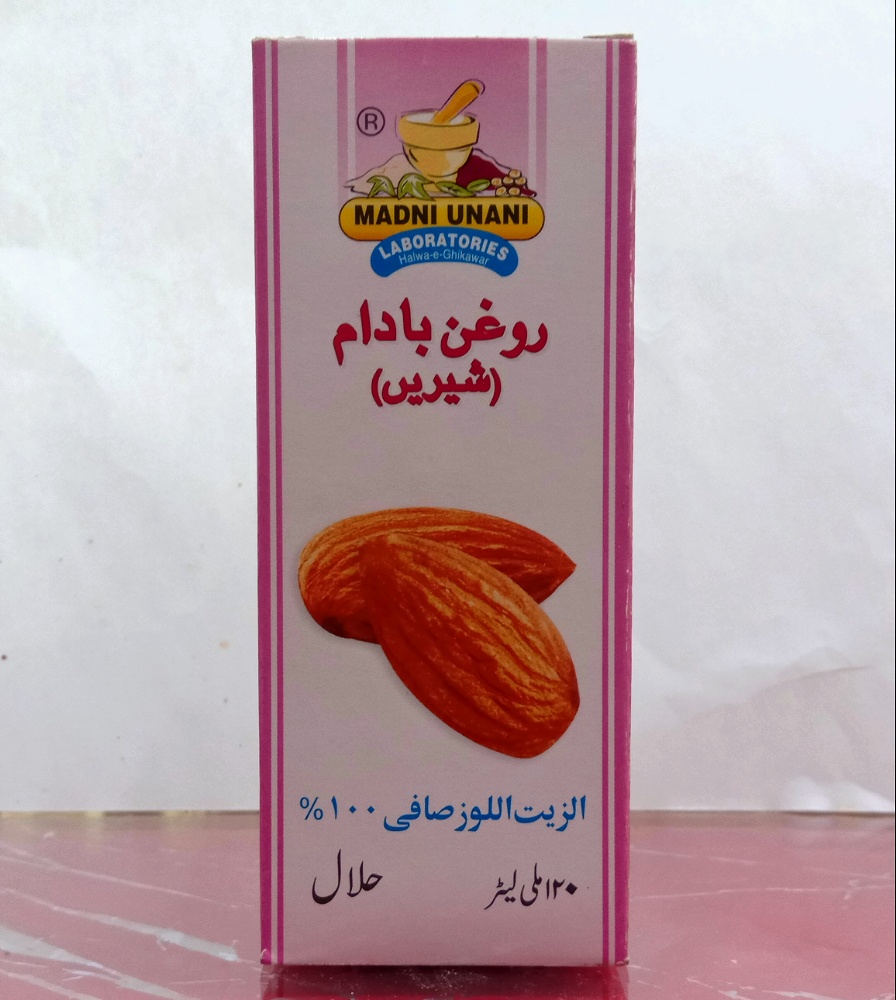 ®
MADNI UNANI
LABORATORIES
Halwa-e-Ghikawar
روغن بادام
(شیریں)
الزیت اللوز صافی ۱۰۰%
۱۲۰ ملی لیٹر
حلال